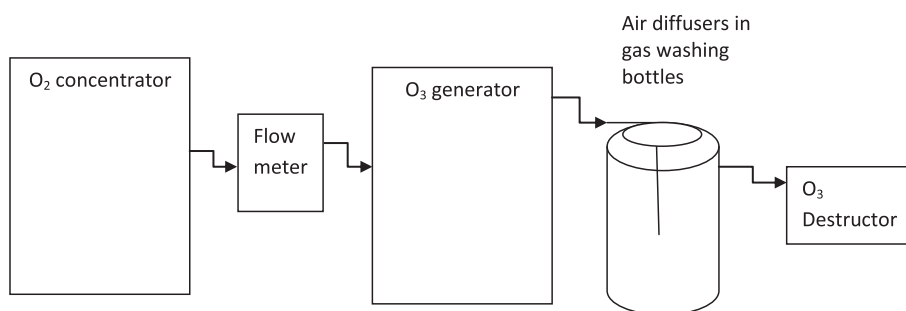 Air diffusers in
gas washing
bottles
O₂ concentrator
O₃ generator
Flow
meter
O₃
Destructor